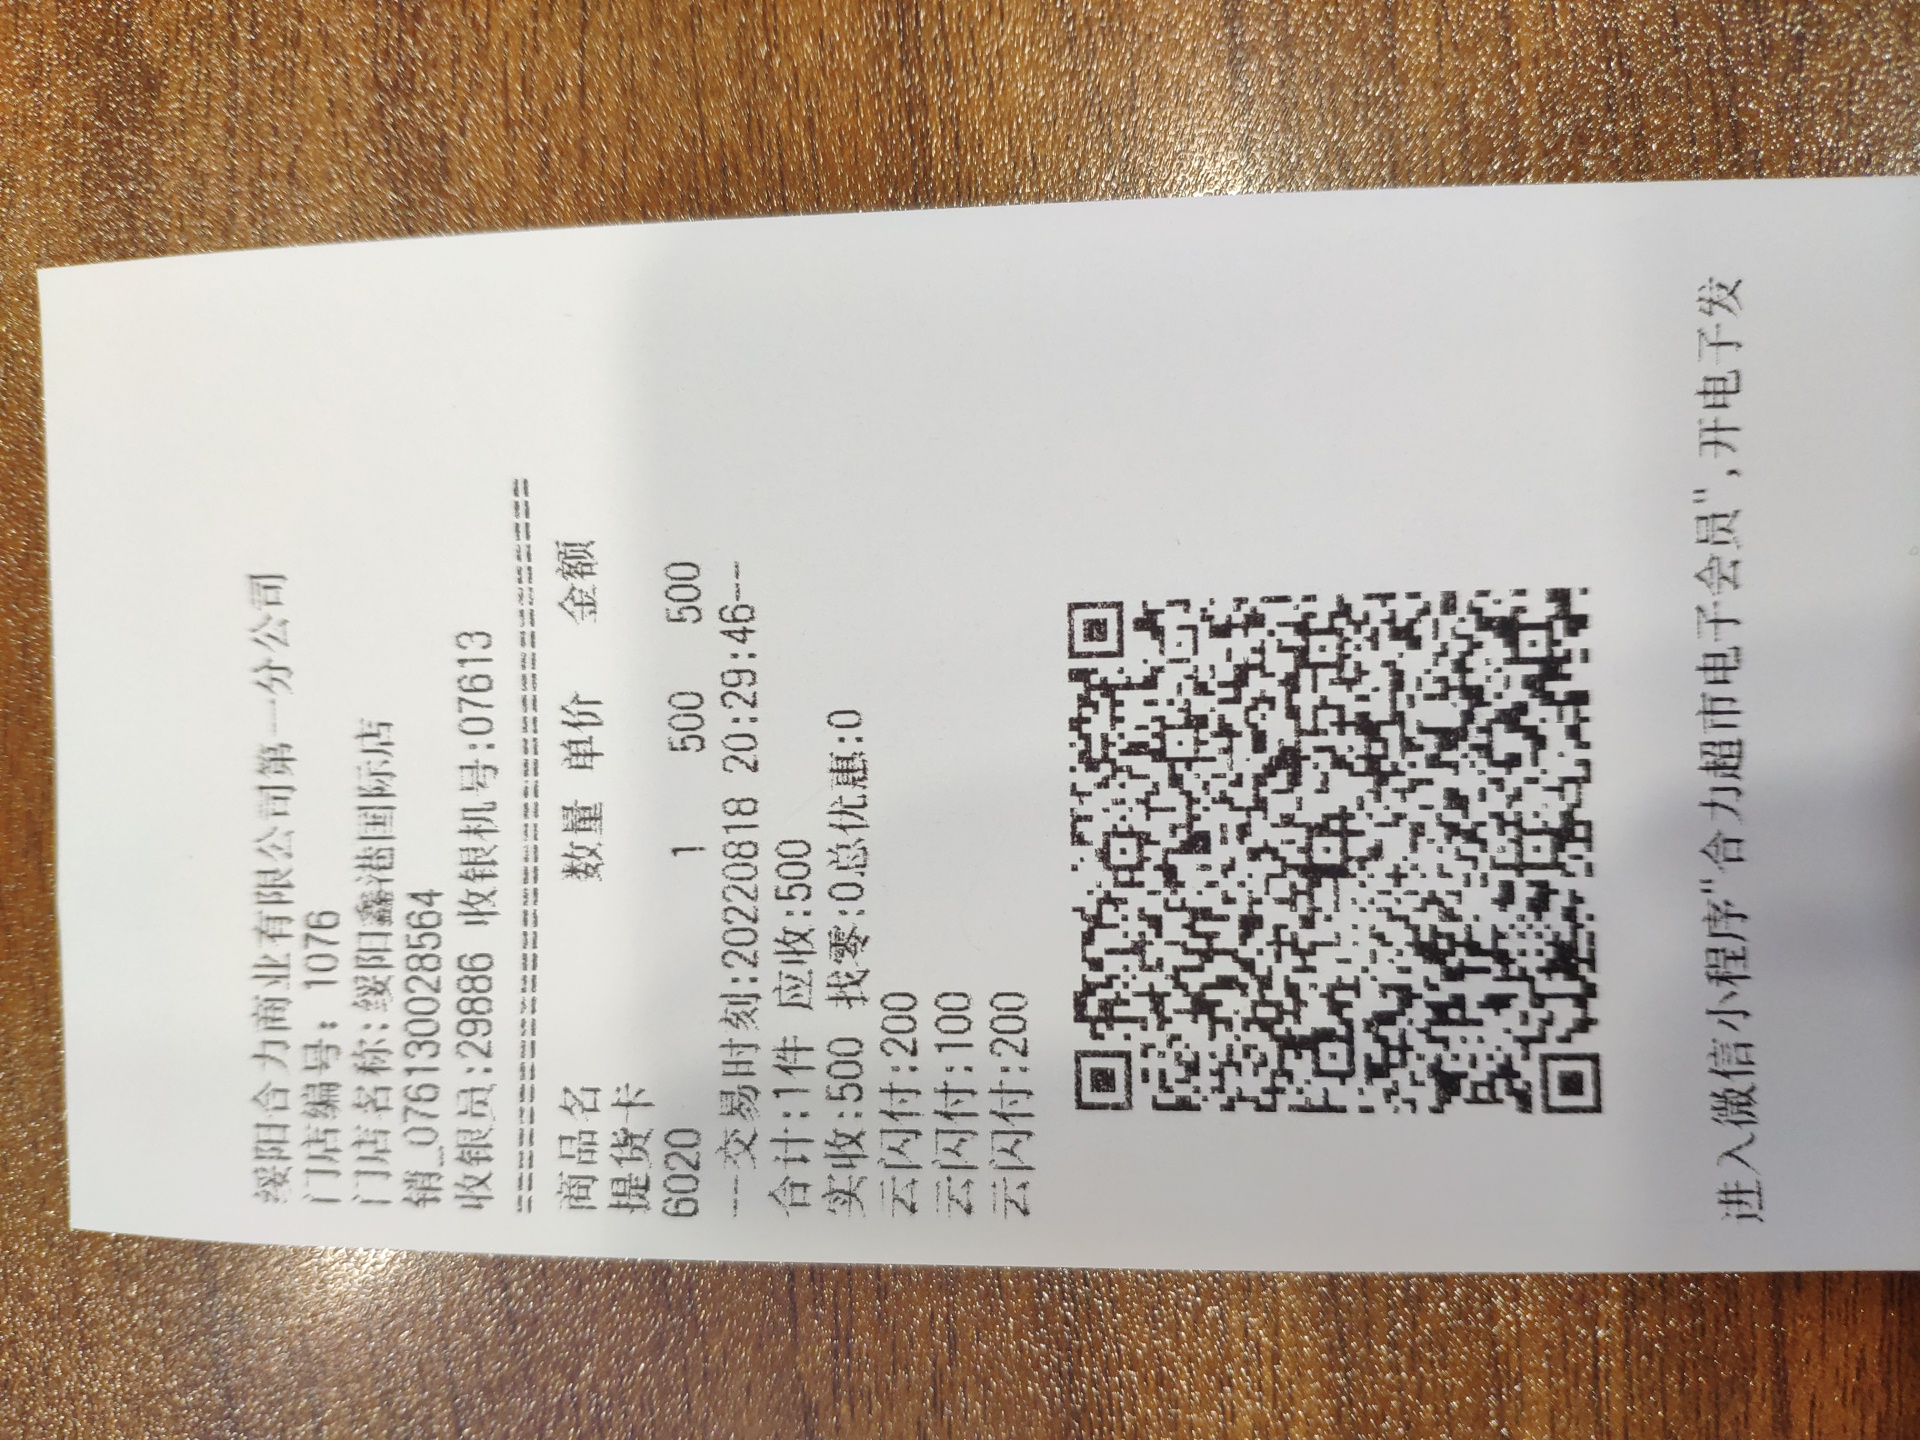 绥阳合力商业有限公司第一分公司
门店编号: 1076
门店名称:绥阳鑫港国际店
销_0761300028564
收银员:29886 收银机号:07613
================================
商品名 数量 单价 金额
提货卡
6020 1 500 500
---交易时刻:20220818 20:29:46---
合计:1件 应收:500
实收:500 找零:0总优惠:0
云闪付:200
云闪付:100
云闪付:200
进入微信小程序"合力超市电子会员",开电子发